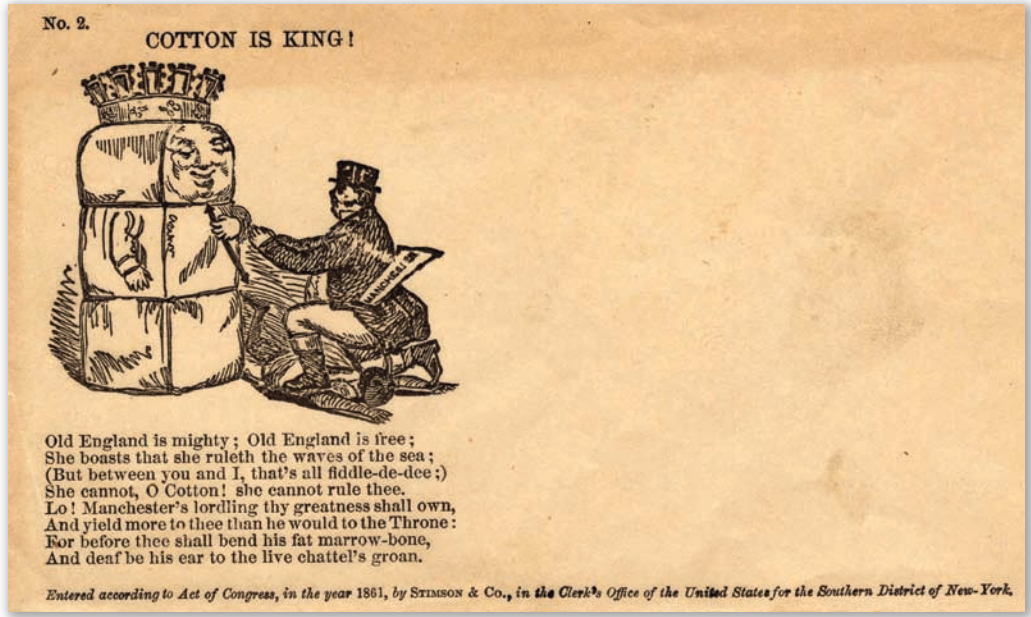 No. 2.
COTTON IS KING!
Old England is mighty; Old England is free;
She boasts that she ruleth the waves of the sea;
(But between you and I, that's all fiddle-de-dee;)
She cannot, O Cotton! she cannot rule thee.
Lo! Manchester's lordling thy greatness shall own,
And yield more to thee than he would to the Throne:
For before thee shall bend his fat marrow-bone,
And deaf be his ear to the live chattel's groan.
Entered according to Act of Congress, in the year 1861, by STIMSON & Co., in the Clerk's Office of the United States for the Southern District of New-York.